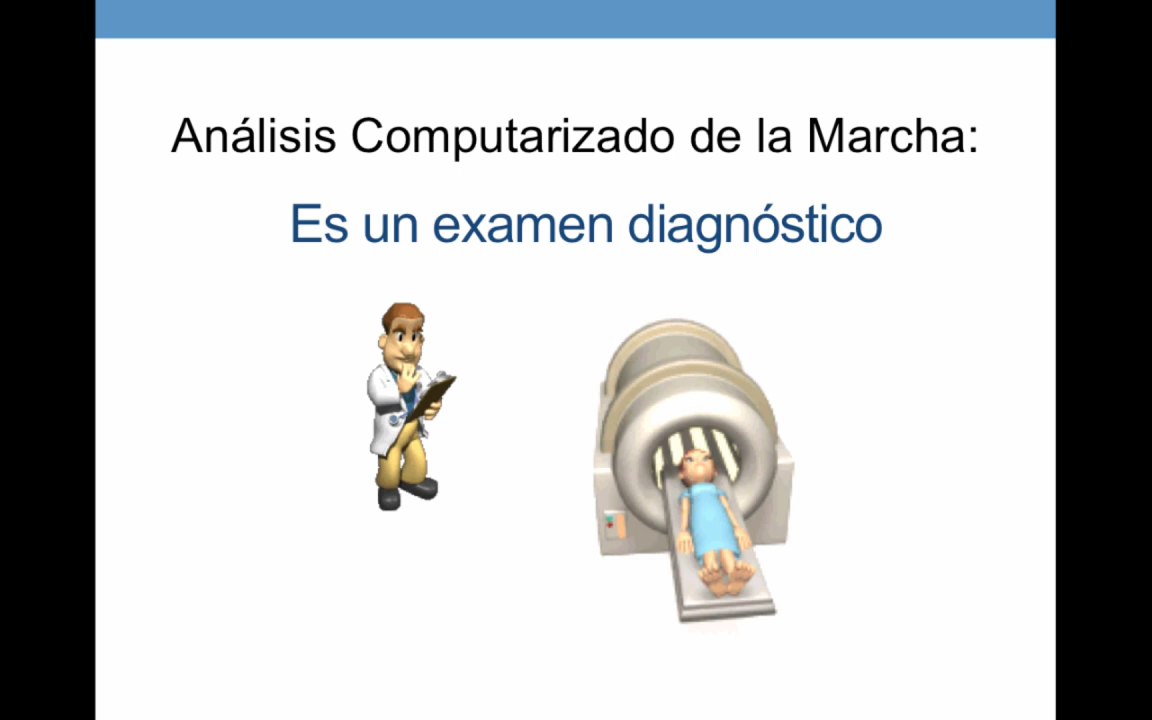 Análisis Computarizado de la Marcha:
Es un examen diagnóstico